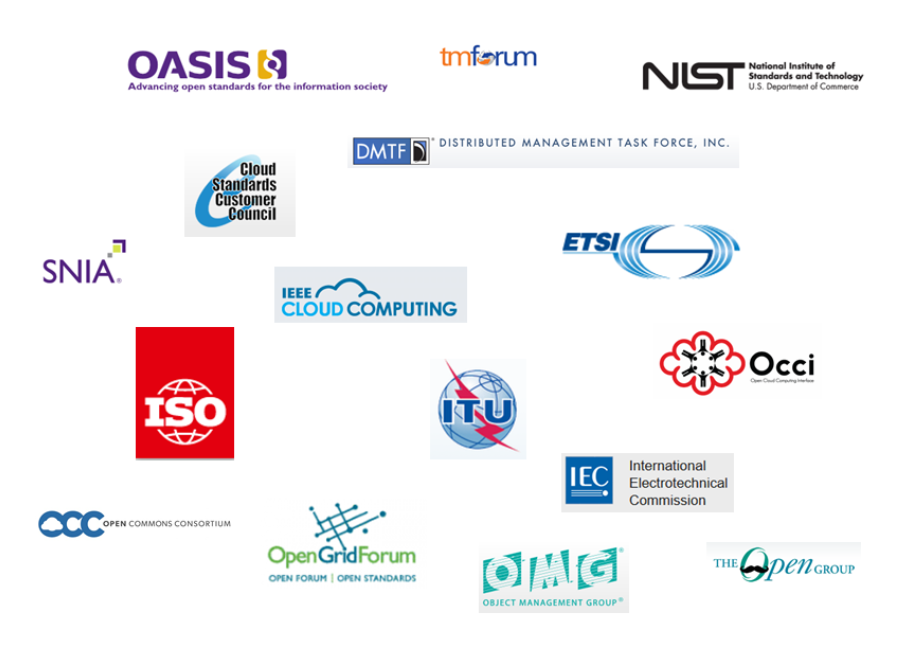 OASIS
Advancing open standards for the information society
tmforum
NIST
National Institute of
Standards and Technology
U.S. Department of Commerce
DMTF® DISTRIBUTED MANAGEMENT TASK FORCE, INC.
Cloud
Standards
Customer
Council
ETSI
SNIA®
IEEE
CLOUD COMPUTING
ISO
ITU
Occi
Open Cloud Computing Interface
IEC
International
Electrotechnical
Commission
OCC OPEN COMMONS CONSORTIUM
OpenGridForum
OPEN FORUM | OPEN STANDARDS
OMG®
OBJECT MANAGEMENT GROUP®
THE Open GROUP